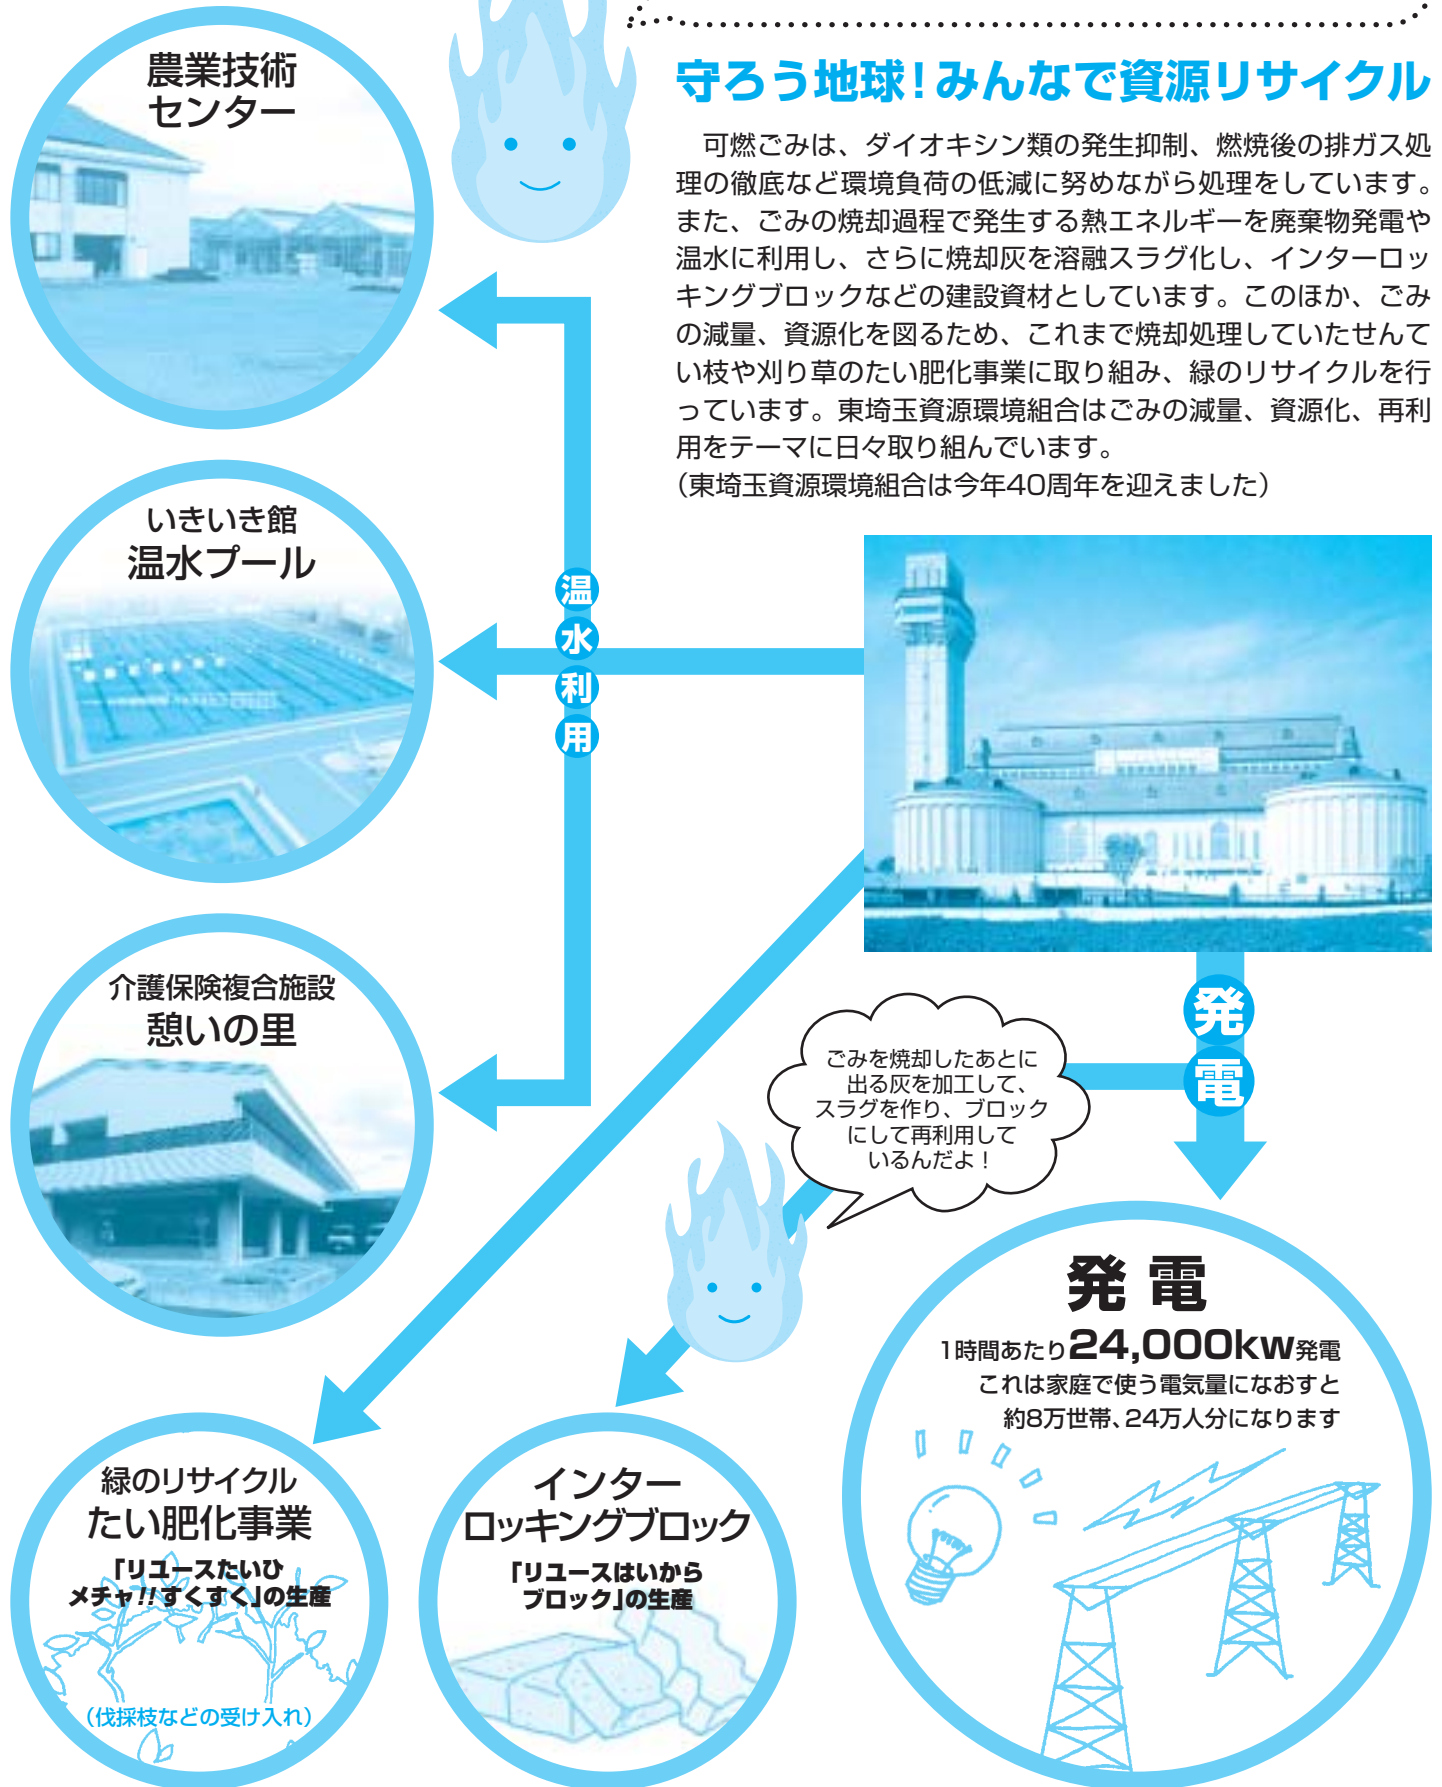 農業技術
センター
守ろう地球!みんなで資源リサイクル
　可燃ごみは、ダイオキシン類の発生抑制、燃焼後の排ガス処
理の徹底など環境負荷の低減に努めながら処理をしています。
また、ごみの焼却過程で発生する熱エネルギーを廃棄物発電や
温水に利用し、さらに焼却灰を溶融スラグ化し、インターロッ
キングブロックなどの建設資材としています。このほか、ごみ
の減量、資源化を図るため、これまで焼却処理していたせんて
い枝や刈り草のたい肥化事業に取り組み、緑のリサイクルを行
っています。東埼玉資源環境組合はごみの減量、資源化、再利
用をテーマに日々取り組んでいます。
（東埼玉資源環境組合は今年40周年を迎えました）
いきいき館
温水プール
温水利用
介護保険複合施設
憩いの里
発電
ごみを焼却したあとに
出る灰を加工して、
スラグを作り、ブロック
にして再利用して
いるんだよ！
発電
1時間あたり24,000kw発電
これは家庭で使う電気量になおすと
約8万世帯、24万人分になります
緑のリサイクル
たい肥化事業
「リユースたいひ
メチャ!!すくすく」の生産
（伐採枝などの受け入れ）
インター
ロッキングブロック
「リユースはいから
ブロック」の生産